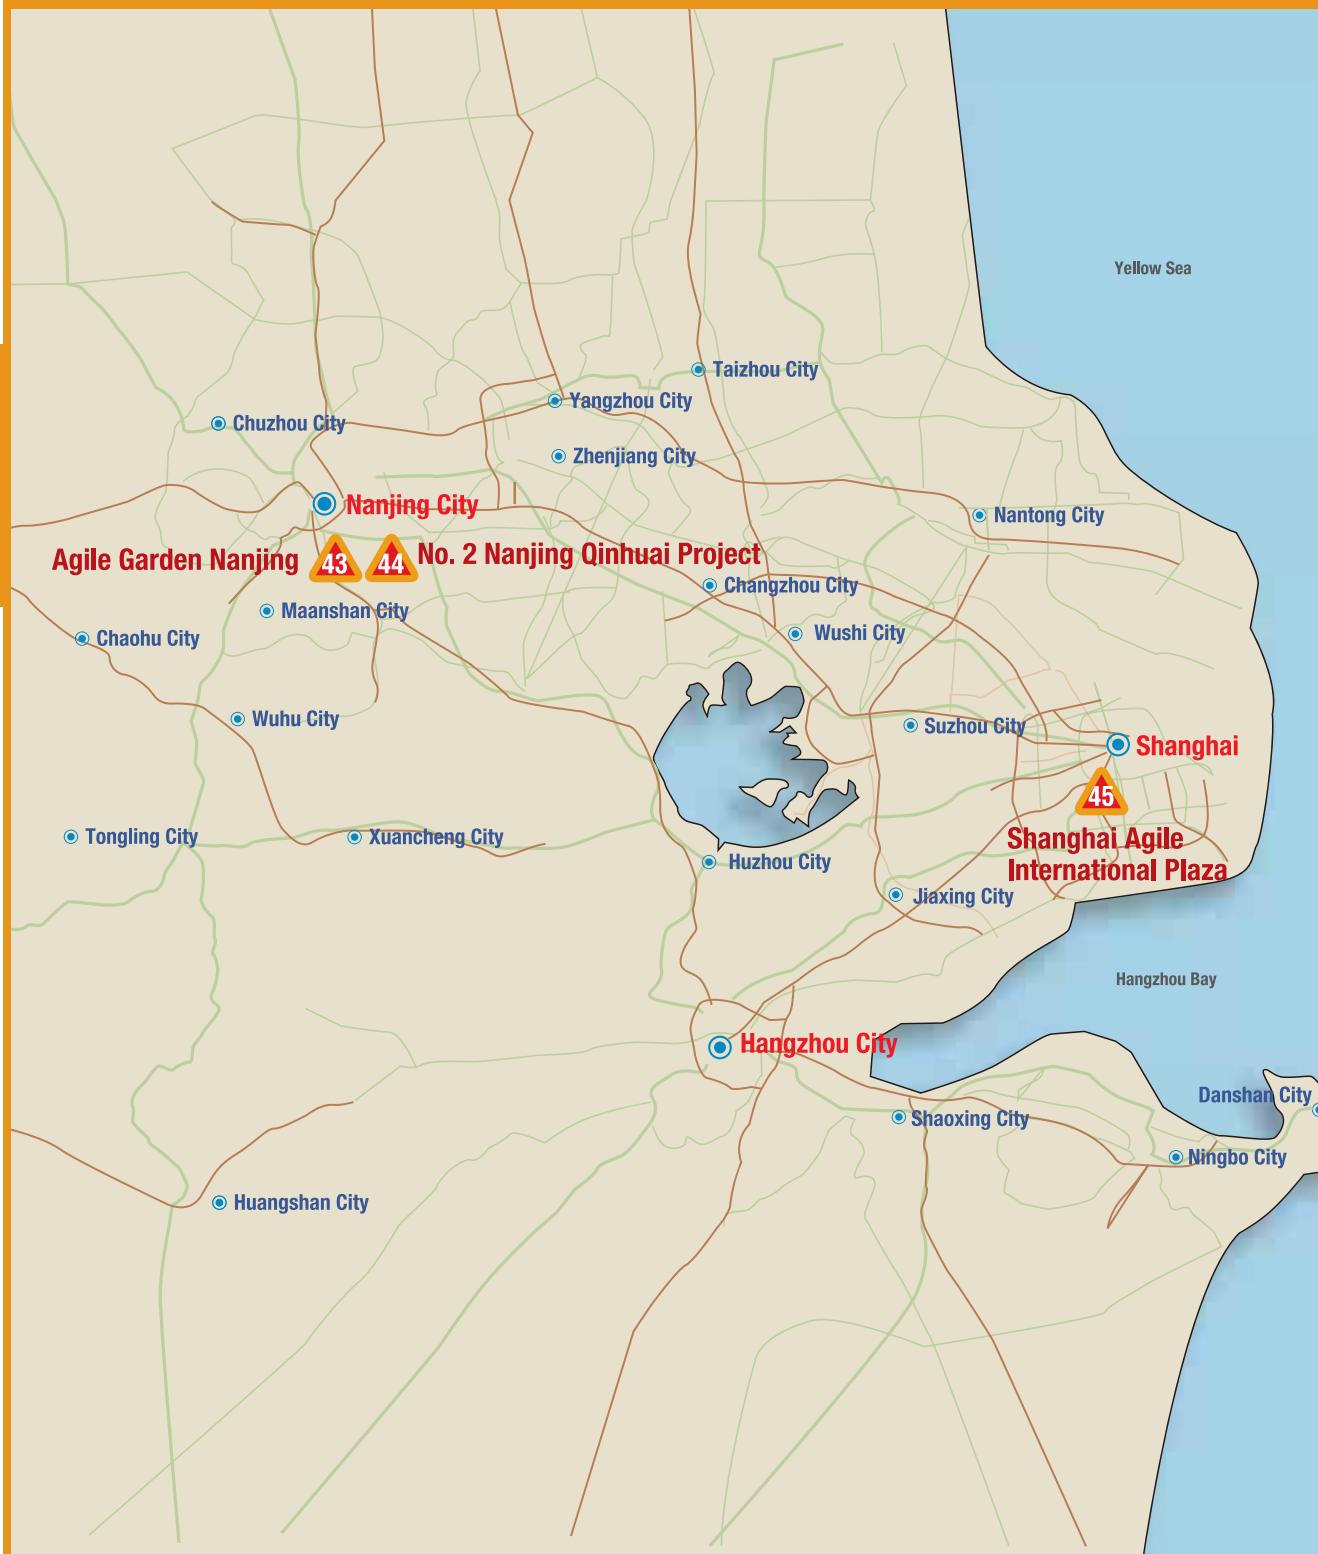 Yellow Sea
Taizhou City
Yangzhou City
Chuzhou City
Zhenjiang City
Nanjing City
Nantong City
Agile Garden Nanjing
43
44
No. 2 Nanjing Qinhuai Project
Changzhou City
Maanshan City
Wushi City
Chaohu City
Wuhu City
Suzhou City
Shanghai
45
Tongling City
Xuancheng City
Shanghai Agile
International Plaza
Huzhou City
Jiaxing City
Hangzhou Bay
Hangzhou City
Danshan City
Shaoxing City
Ningbo City
Huangshan City